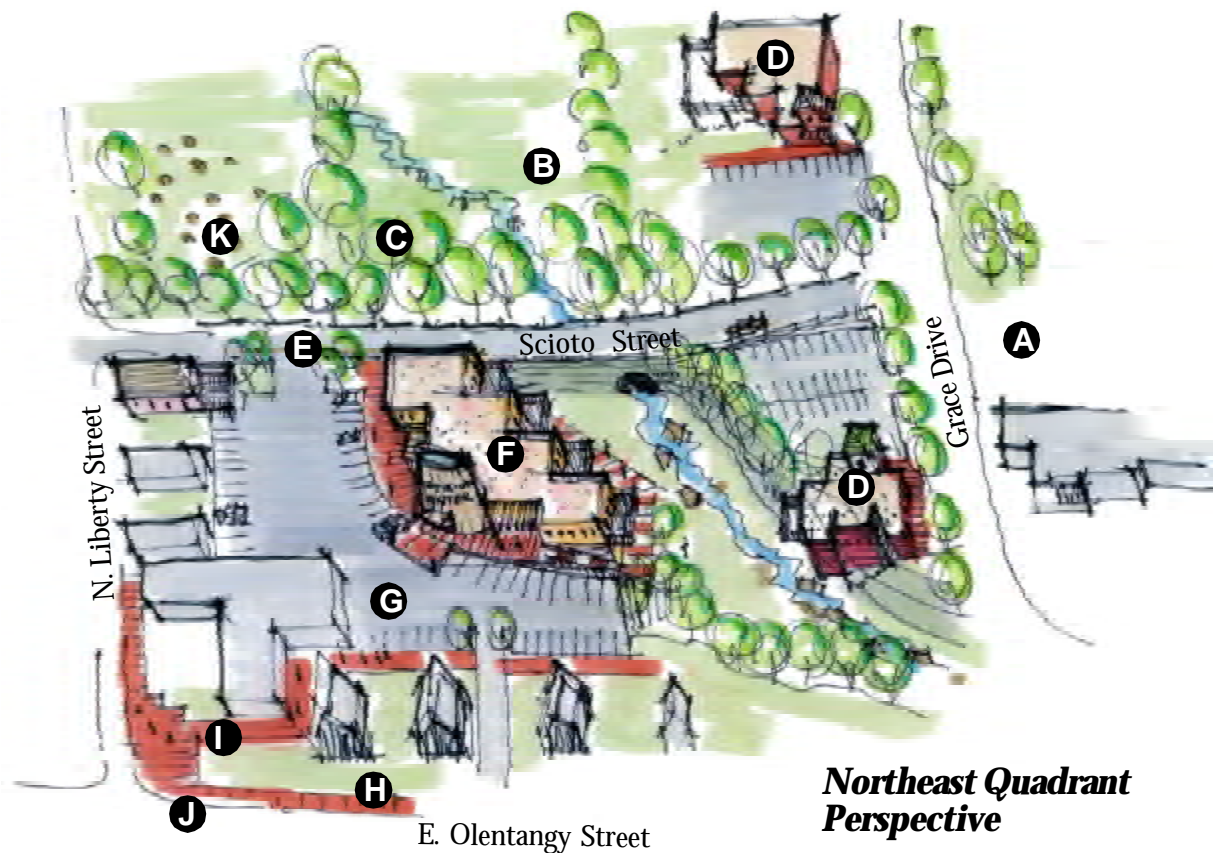 D
B
K
C
E
Scioto Street
A
Grace Drive
N. Liberty Street
F
D
G
I
H
J
E. Olentangy Street
Northeast Quadrant
Perspective